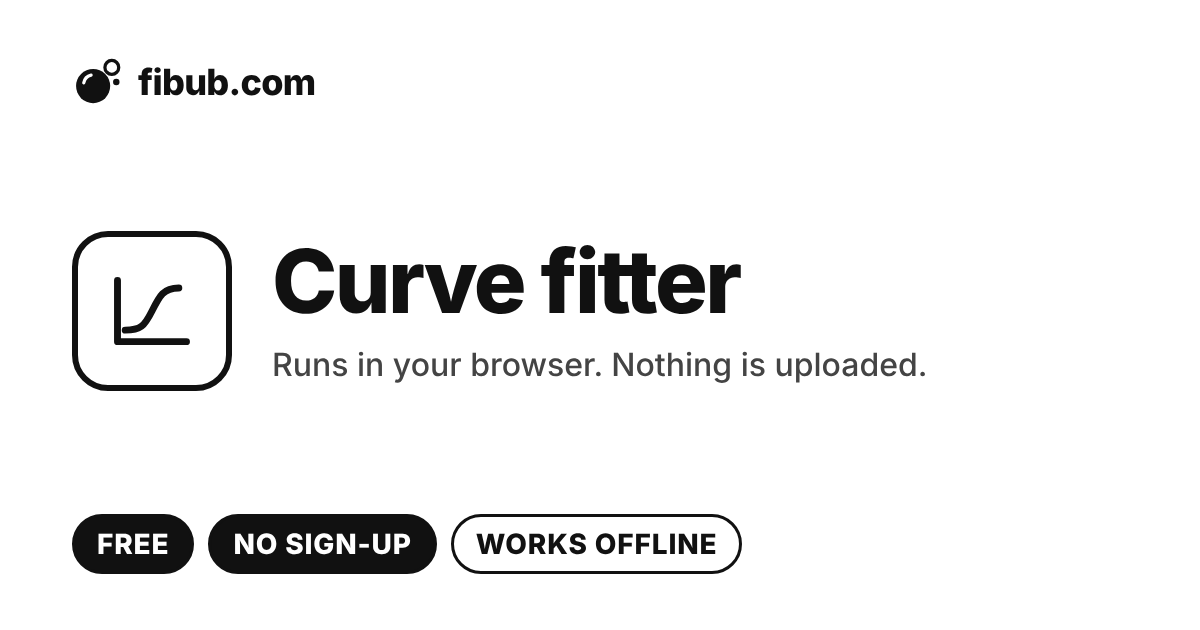 fibub.com
Curve fitter
Runs in your browser. Nothing is uploaded.
FREE
NO SIGN-UP
WORKS OFFLINE